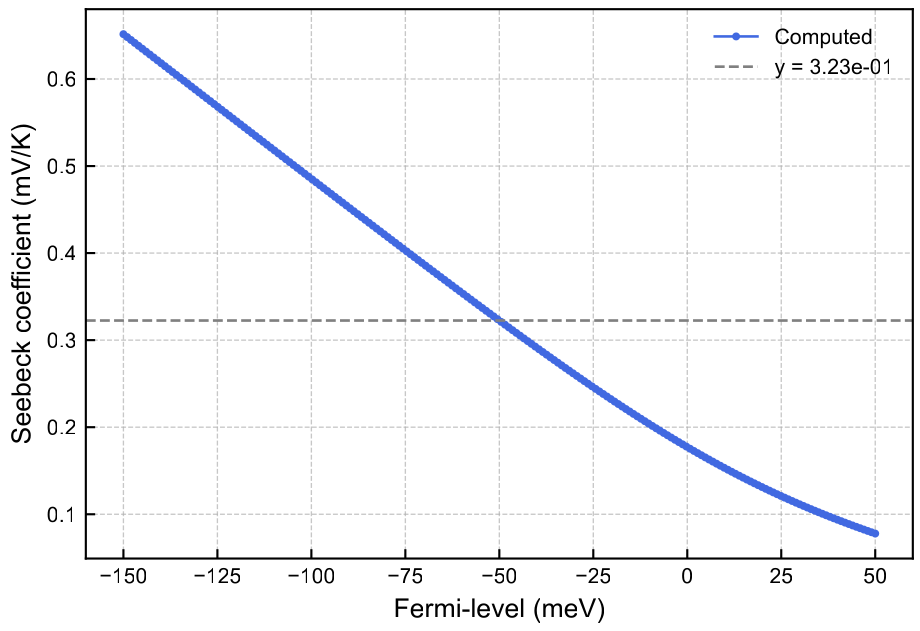 Computed
y = 3.23e-01
Seebeck coefficient (mV/K)
0.6
0.5
0.4
0.3
0.2
0.1
−150 −125 −100 −75 −50 −25 0 25 50
Fermi-level (meV)